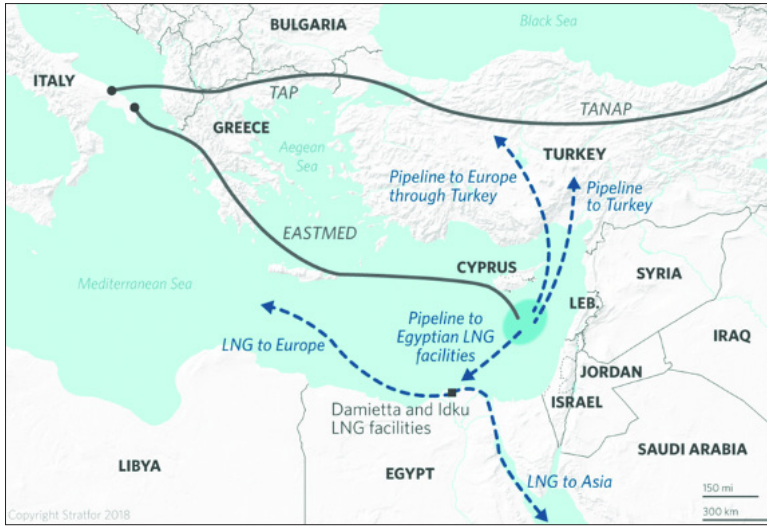 BULGARIA
Black Sea
ITALY
TAP
TANAP
GREECE
Aegean
Sea
TURKEY
Pipeline to Europe
through Turkey
Pipeline
to Turkey
EASTMED
CYPRUS
SYRIA
Mediterranean Sea
LEB.
Pipeline to
Egyptian LNG
facilities
IRAQ
LNG to Europe
JORDAN
ISRAEL
Damietta and Idku
LNG facilities
SAUDI ARABIA
LIBYA
EGYPT
LNG to Asia
150 mi
300 km
Copyright Stratfor 2018